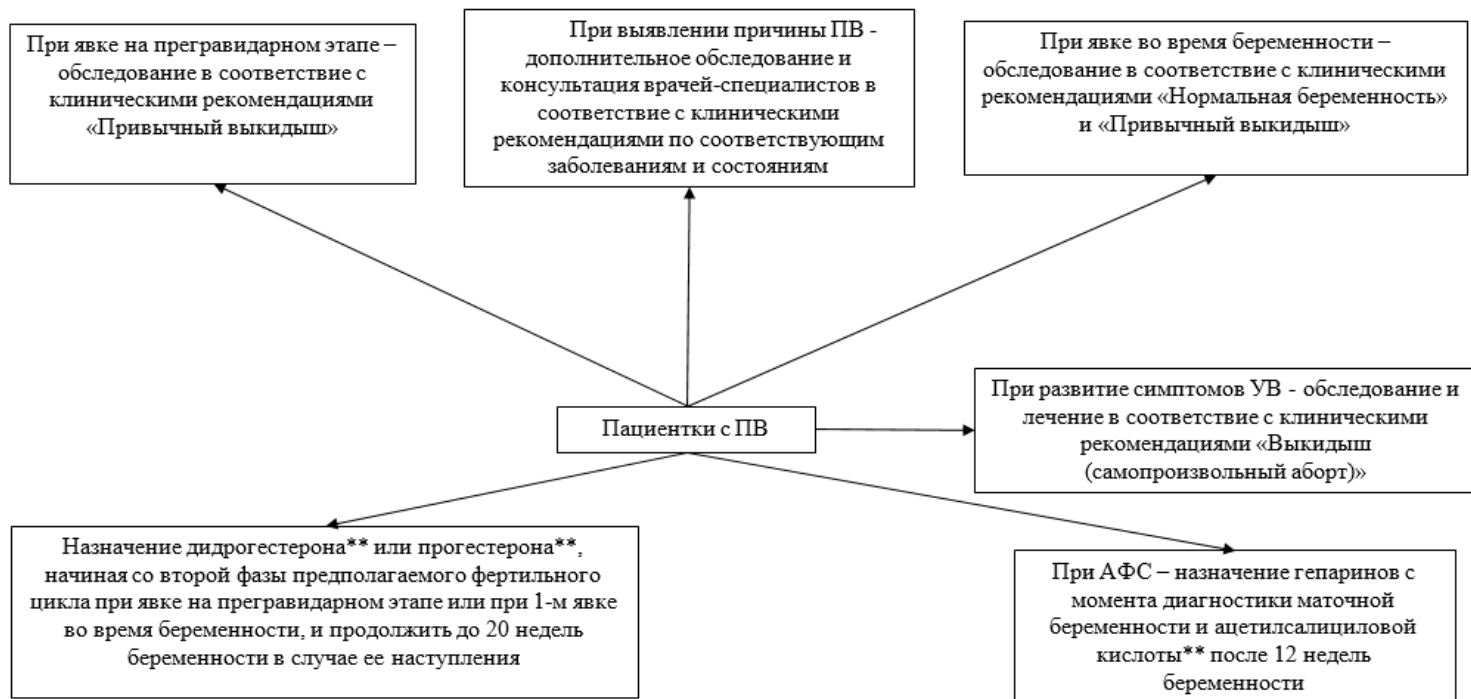 При явке на прегравидарном этапе –
обследование в соответствие с
клиническими рекомендациями
«Привычный выкидыш»
При выявлении причины ПВ -
дополнительное обследование и
консультация врачей-специалистов в
соответствие с клиническими
рекомендациями по соответствующим
заболеваниям и состояниям
При явке во время беременности –
обследование в соответствие с клиническими
рекомендациями «Нормальная беременность»
и «Привычный выкидыш»
Пациентки с ПВ
При развитие симптомов УВ - обследование и
лечение в соответствие с клиническими
рекомендациями «Выкидыш
(самопроизвольный аборт)»
Назначение дидрогестерона** или прогестерона**,
начиная со второй фазы предполагаемого фертильного
цикла при явке на прегравидарном этапе или при 1-м явке
во время беременности, и продолжить до 20 недель
беременности в случае ее наступления
При АФС – назначение гепаринов с
момента диагностики маточной
беременности и ацетилсалициловой
кислоты** после 12 недель
беременности